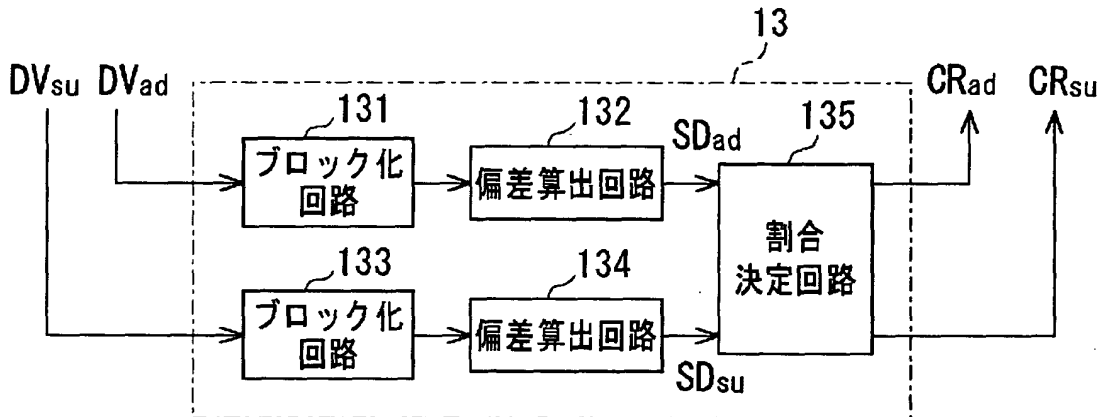 13
DVsu DVad
CRad CRsu
131
ブロック化
回路
132
偏差算出回路
SDad
135
割合
決定回路
133
ブロック化
回路
134
偏差算出回路
SDsu